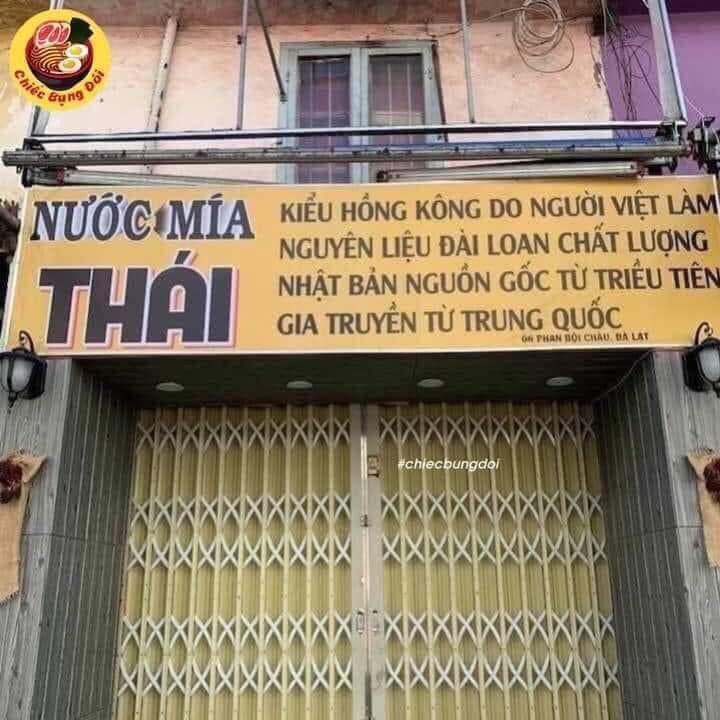 Chiếc Bụng Đói
NƯỚC MÍA
THÁI
KIỂU HỒNG KÔNG DO NGƯỜI VIỆT LÀM
NGUYÊN LIỆU ĐÀI LOAN CHẤT LƯỢNG
NHẬT BẢN NGUỒN GỐC TỪ TRIỀU TIÊN
GIA TRUYỀN TỪ TRUNG QUỐC
06 PHAN BỘI CHÂU, ĐÀ LẠT
#chiecbungdoi